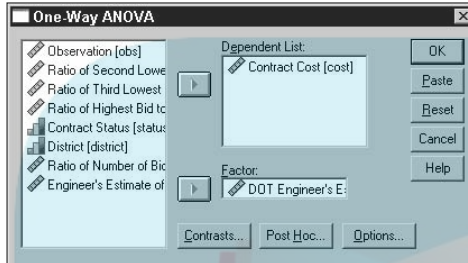 One-Way ANOVA
Observation [obs]
Ratio of Second Lowe
Ratio of Third Lowest
Ratio of Highest Bid to
Contract Status [status
District [district]
Ratio of Number of Bic
Engineer's Estimate of
Dependent List:
Contract Cost [cost]
Factor:
DOT Engineer's E
Contrasts...
Post Hoc...
Options...
OK
Paste
Reset
Cancel
Help